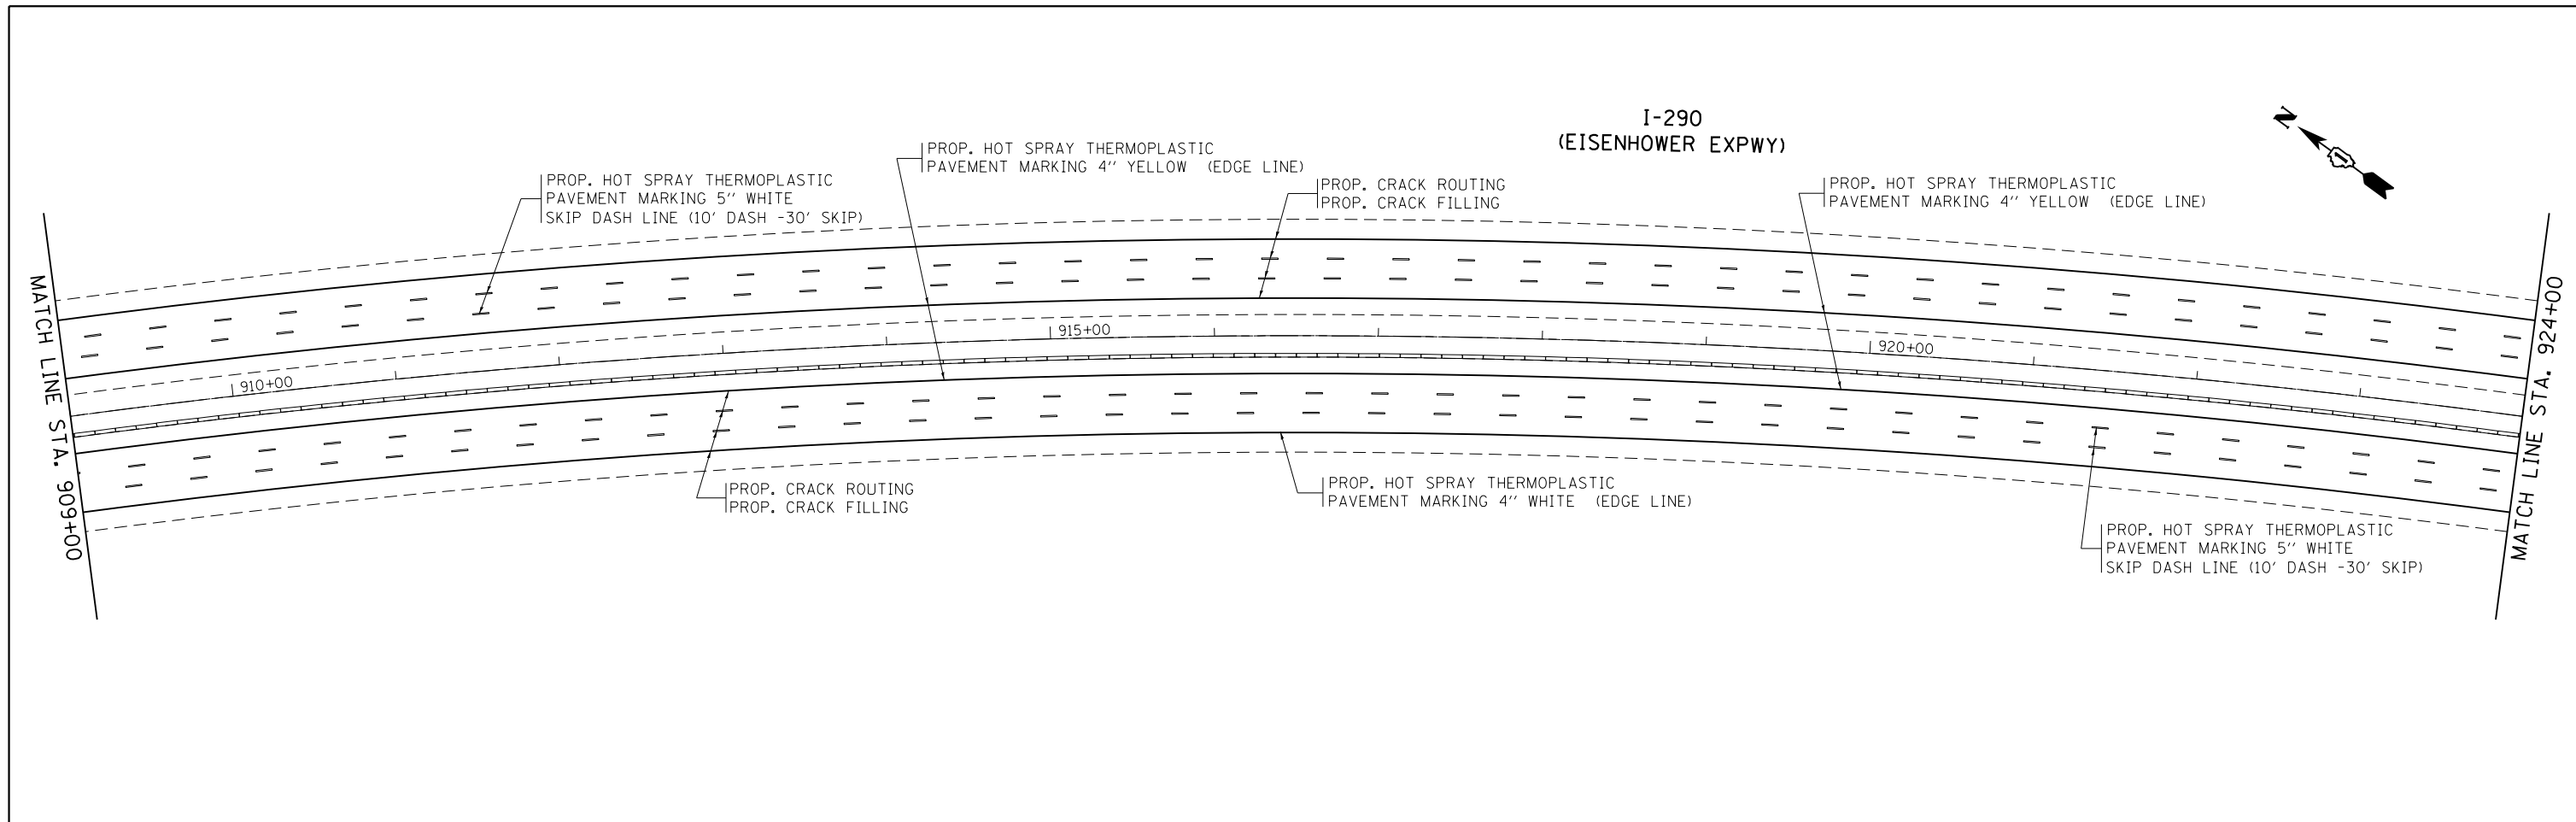 I-290
(EISENHOWER EXPWY)
N
PROP. HOT SPRAY THERMOPLASTIC
PAVEMENT MARKING 5'' WHITE
SKIP DASH LINE (10' DASH -30' SKIP)
PROP. HOT SPRAY THERMOPLASTIC
PAVEMENT MARKING 4'' YELLOW (EDGE LINE)
PROP. CRACK ROUTING
PROP. CRACK FILLING
PROP. HOT SPRAY THERMOPLASTIC
PAVEMENT MARKING 4'' YELLOW (EDGE LINE)
MATCH LINE STA. 909+00
910+00
915+00
920+00
MATCH LINE STA. 924+00
PROP. CRACK ROUTING
PROP. CRACK FILLING
PROP. HOT SPRAY THERMOPLASTIC
PAVEMENT MARKING 4'' WHITE (EDGE LINE)
PROP. HOT SPRAY THERMOPLASTIC
PAVEMENT MARKING 5'' WHITE
SKIP DASH LINE (10' DASH -30' SKIP)